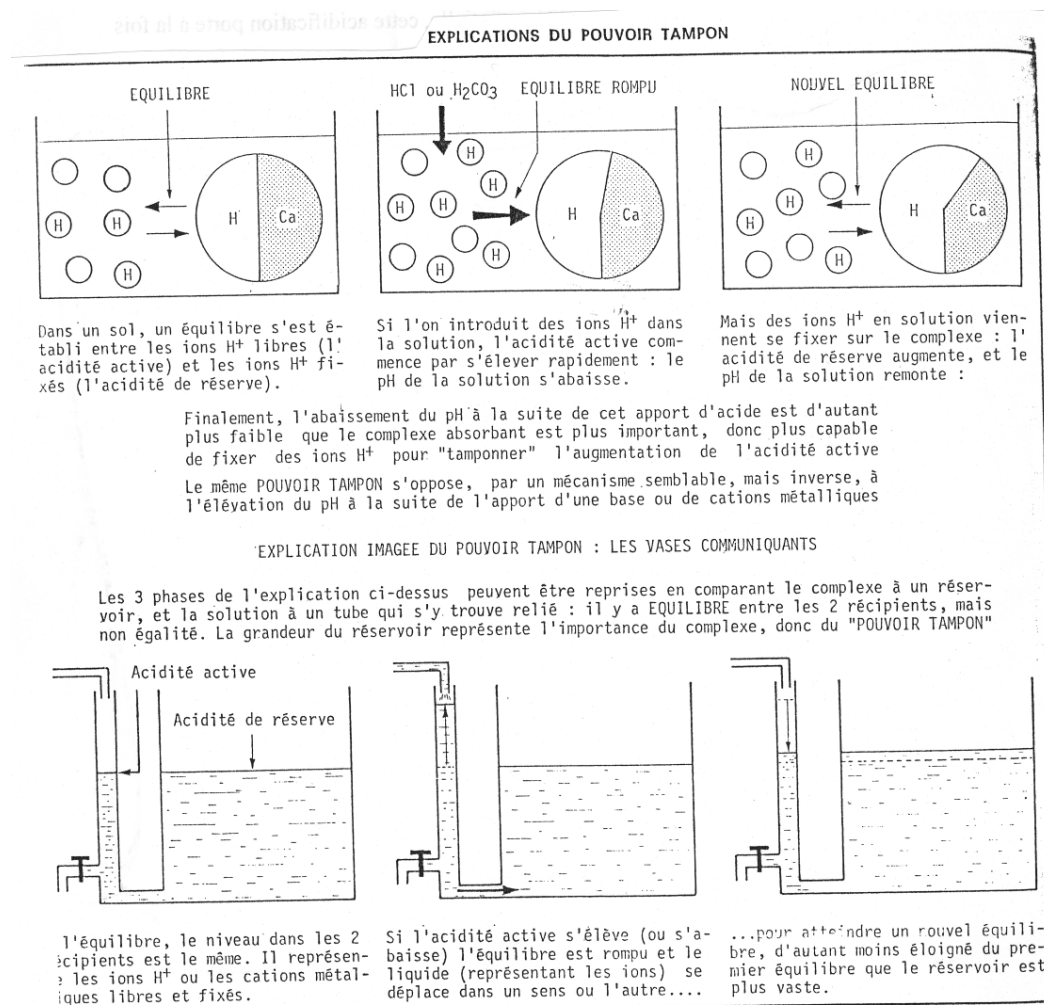 cette acidification porte à la fois
EXPLICATIONS DU POUVOIR TAMPON
EQUILIBRE
H
H
H
H
Ca
HCl ou H₂CO₃ EQUILIBRE ROMPU
H
H
H
H
H
H
H
Ca
NOUVEL EQUILIBRE
H
H
H
H
Ca
Dans un sol, un équilibre s'est é-
tabli entre les ions H⁺ libres (l'
acidité active) et les ions H⁺ fi-
xés (l'acidité de réserve).
Si l'on introduit des ions H⁺ dans
la solution, l'acidité active com-
mence par s'élever rapidement : le
pH de la solution s'abaisse.
Mais des ions H⁺ en solution vien-
nent se fixer sur le complexe : l'
acidité de réserve augmente, et le
pH de la solution remonte :
Finalement, l'abaissement du pH à la suite de cet apport d'acide est d'autant
plus faible que le complexe absorbant est plus important, donc plus capable
de fixer des ions H⁺ pour "tamponner" l'augmentation de l'acidité active
Le même POUVOIR TAMPON s'oppose, par un mécanisme semblable, mais inverse, à
l'élévation du pH à la suite de l'apport d'une base ou de cations métalliques
EXPLICATION IMAGEE DU POUVOIR TAMPON : LES VASES COMMUNIQUANTS
Les 3 phases de l'explication ci-dessus peuvent être reprises en comparant le complexe à un réser-
voir, et la solution à un tube qui s'y trouve relié : il y a EQUILIBRE entre les 2 récipients, mais
non égalité. La grandeur du réservoir représente l'importance du complexe, donc du "POUVOIR TAMPON"
Acidité active
Acidité de réserve
l'équilibre, le niveau dans les 2
écipients est le même. Il représen-
les ions H⁺ ou les cations métal-
iques libres et fixés.
Si l'acidité active s'élève (ou s'a-
baisse) l'équilibre est rompu et le
liquide (représentant les ions) se
déplace dans un sens ou l'autre....
...pour atteindre un nouvel équili-
bre, d'autant moins éloigné du pre-
mier équilibre que le réservoir est
plus vaste.